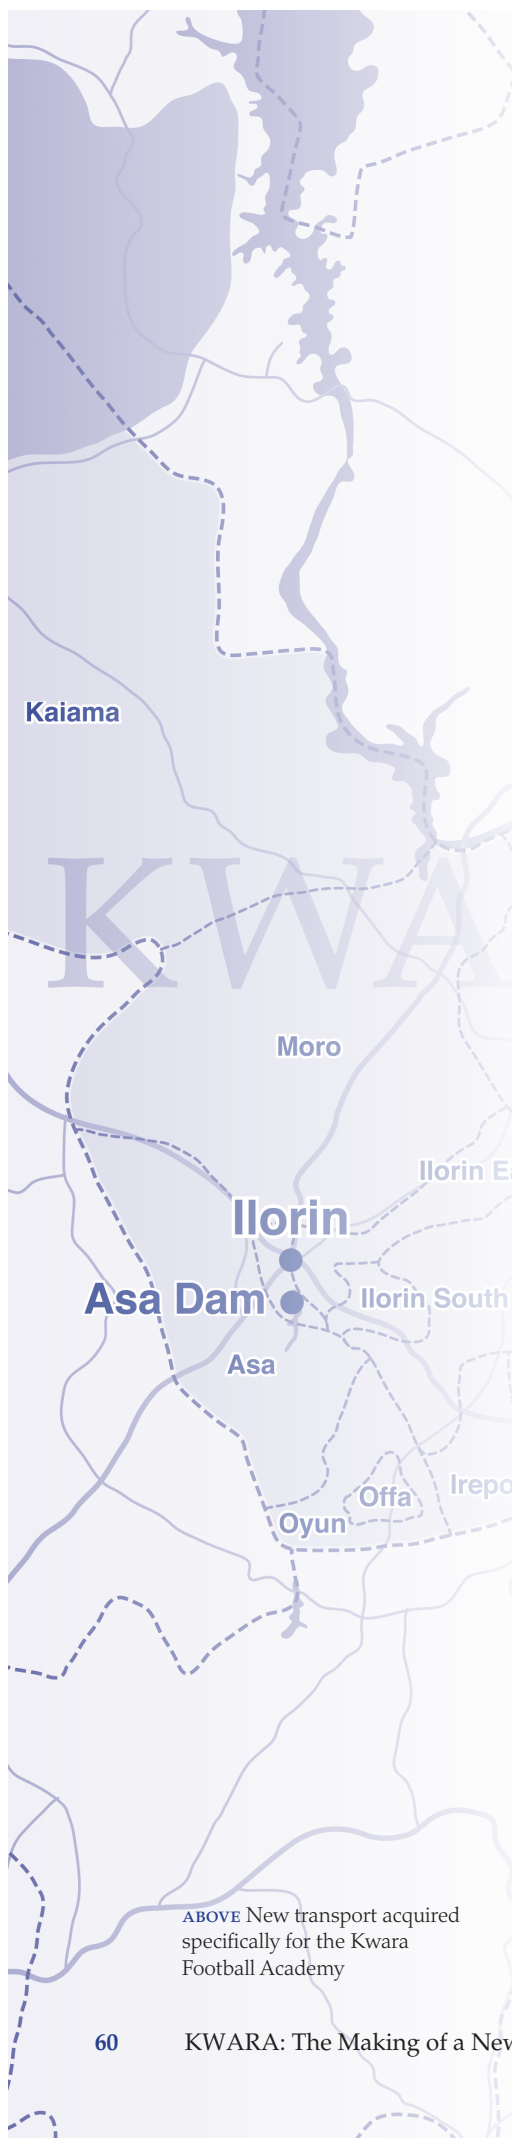 Kaiama
KWA
Moro
Ilorin Ea
Ilorin
Asa Dam
Ilorin South
Asa
Irepo
Offa
Oyun
ABOVE New transport acquired
specifically for the Kwara
Football Academy
60 KWARA: The Making of a New